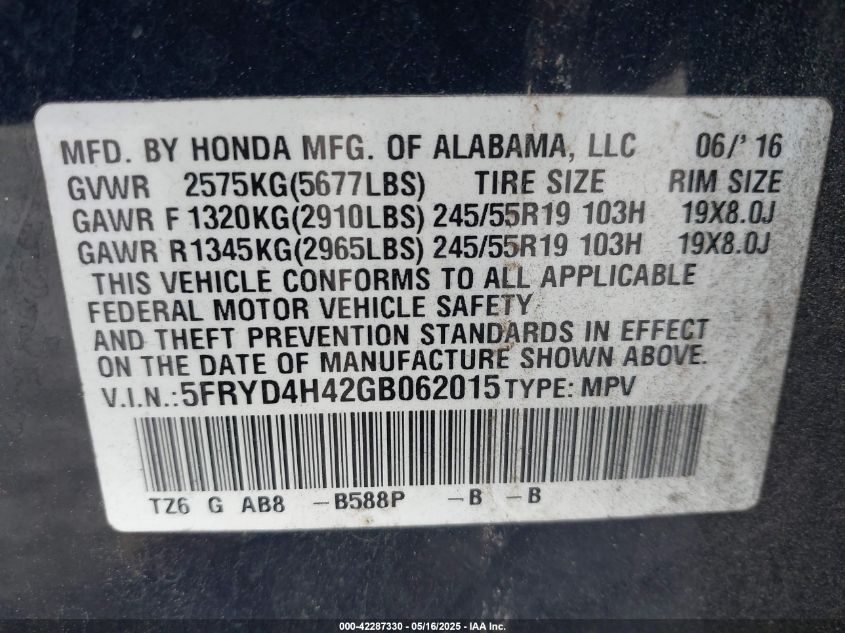 MFD. BY HONDA MFG. OF ALABAMA, LLC 06/'16
GVWR 2575KG(5677LBS) TIRE SIZE RIM SIZE
GAWR F 1320KG(2910LBS) 245/55R19 103H 19X8.0J
GAWR R1345KG(2965LBS) 245/55R19 103H 19X8.0J
THIS VEHICLE CONFORMS TO ALL APPLICABLE
FEDERAL MOTOR VEHICLE SAFETY
AND THEFT PREVENTION STANDARDS IN EFFECT
ON THE DATE OF MANUFACTURE SHOWN ABOVE.
V.I.N.:5FRYD4H42GB062015 TYPE: MPV
TZ6 G AB8 -B588P -B -B
000-42287330 - 05/16/2025 - IAA Inc.